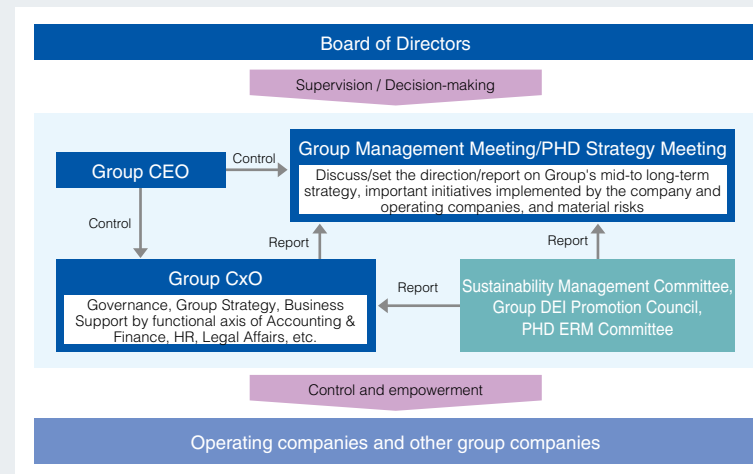 Board of Directors
Supervision / Decision-making
Group CEO
Control
Group Management Meeting/PHD Strategy Meeting
Discuss/set the direction/report on Group's mid-to long-term
strategy, important initiatives implemented by the company and
operating companies, and material risks
Control
Report
Report
Group CxO
Governance, Group Strategy, Business
Support by functional axis of Accounting &
Finance, HR, Legal Affairs, etc.
Report
Sustainability Management Committee,
Group DEI Promotion Council,
PHD ERM Committee
Control and empowerment
Operating companies and other group companies